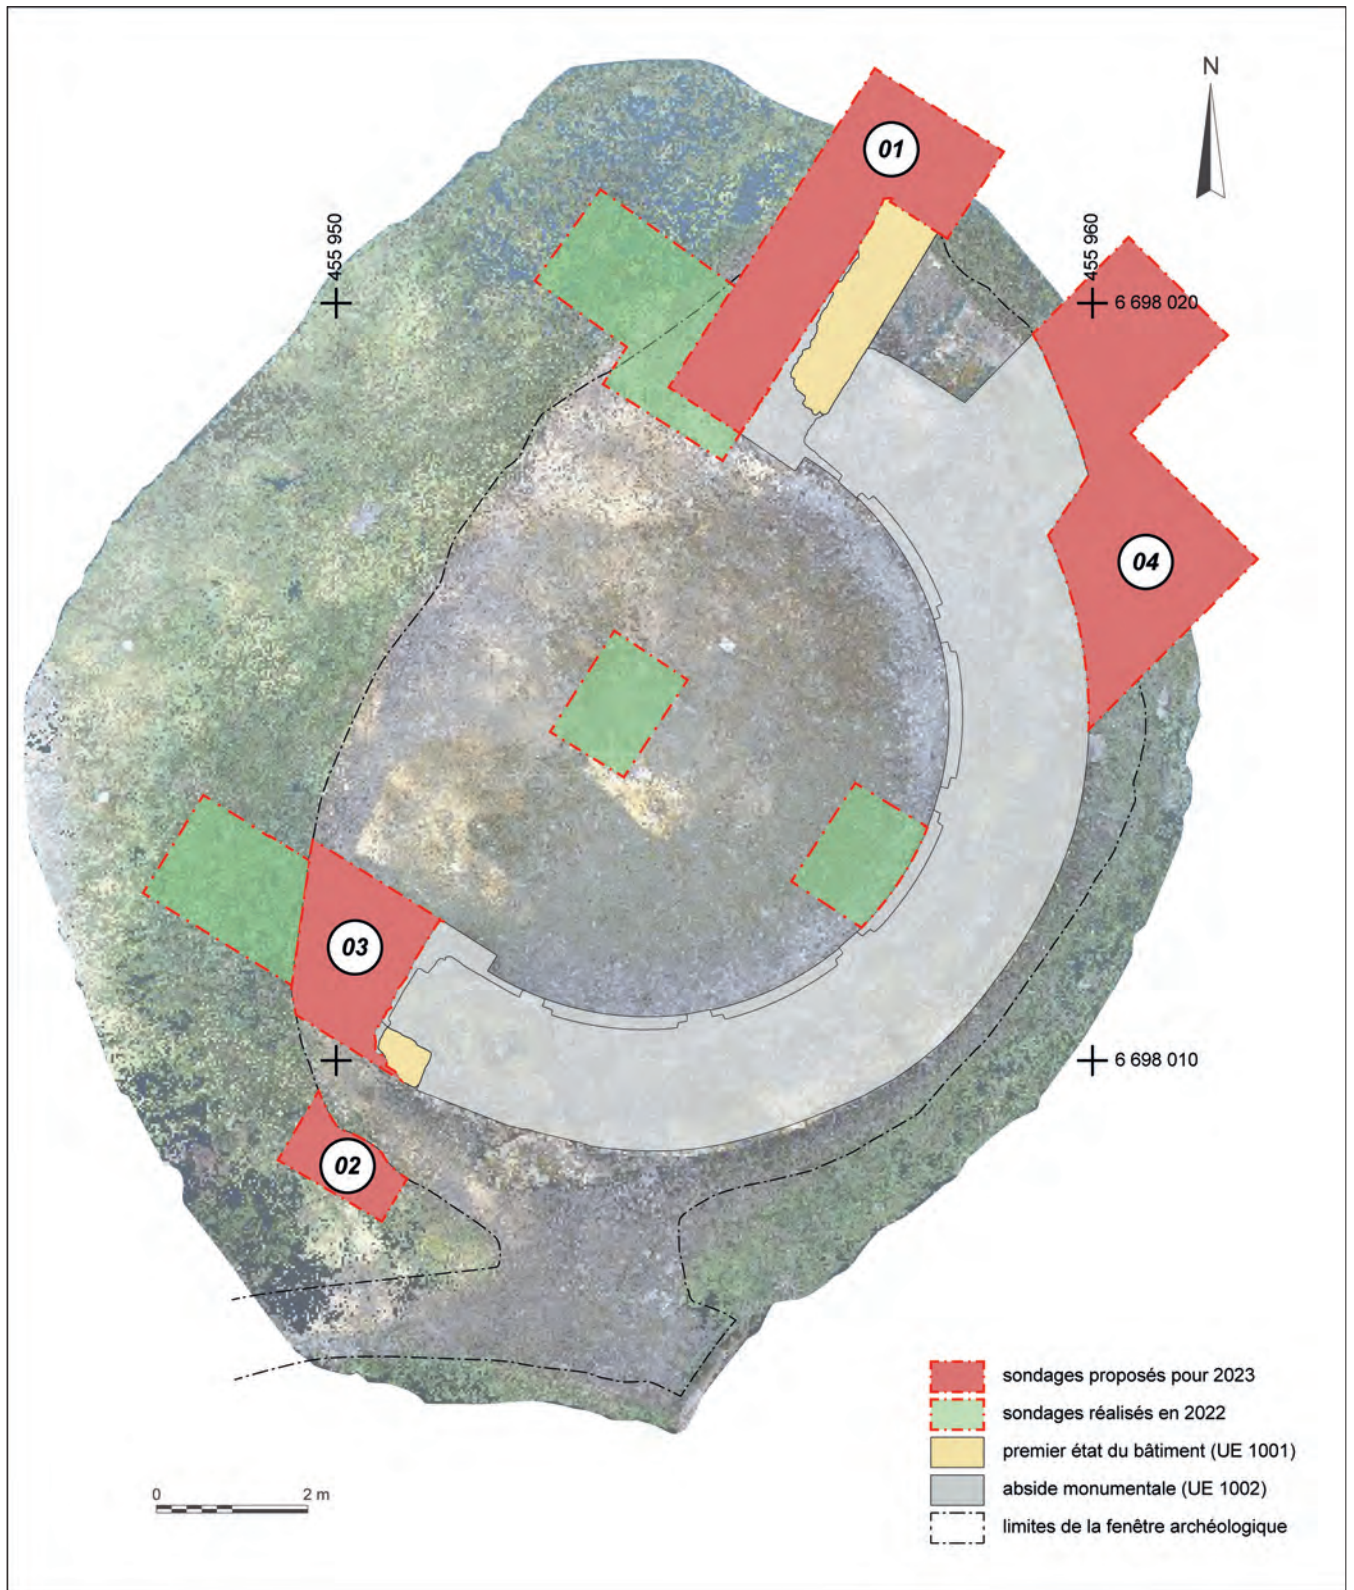 N
01
455 950
455 960
6 698 020
04
03
6 698 010
02
sondages proposés pour 2023
sondages réalisés en 2022
premier état du bâtiment (UE 1001)
abside monumentale (UE 1002)
limites de la fenêtre archéologique
0 2 m